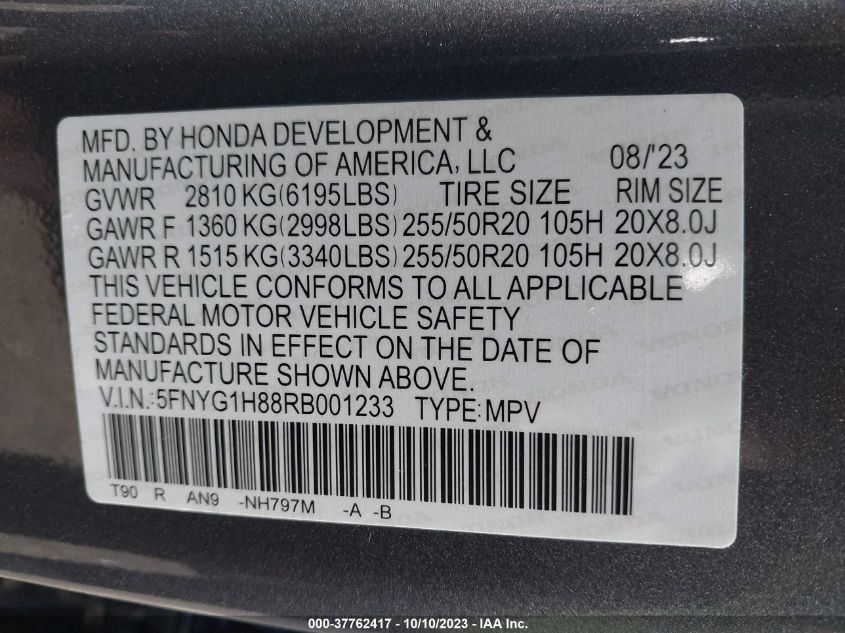 MFD. BY HONDA DEVELOPMENT &
MANUFACTURING OF AMERICA, LLC 08/'23
GVWR 2810 KG(6195LBS) TIRE SIZE RIM SIZE
GAWR F 1360 KG(2998LBS) 255/50R20 105H 20X8.0J
GAWR R 1515 KG(3340LBS) 255/50R20 105H 20X8.0J
THIS VEHICLE CONFORMS TO ALL APPLICABLE
FEDERAL MOTOR VEHICLE SAFETY
STANDARDS IN EFFECT ON THE DATE OF
MANUFACTURE SHOWN ABOVE.
V.I.N.:5FNYG1H88RB001233 TYPE:MPV
T90 R AN9 -NH797M -A -B
000-37762417 - 10/10/2023 - IAA Inc.